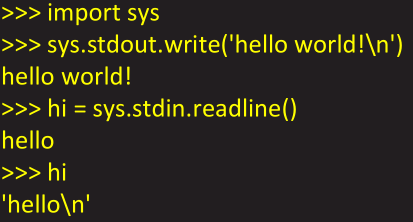 >>> import sys
>>> sys.stdout.write('hello world!\n')
hello world!
>>> hi = sys.stdin.readline()
hello
>>> hi
'hello\n'